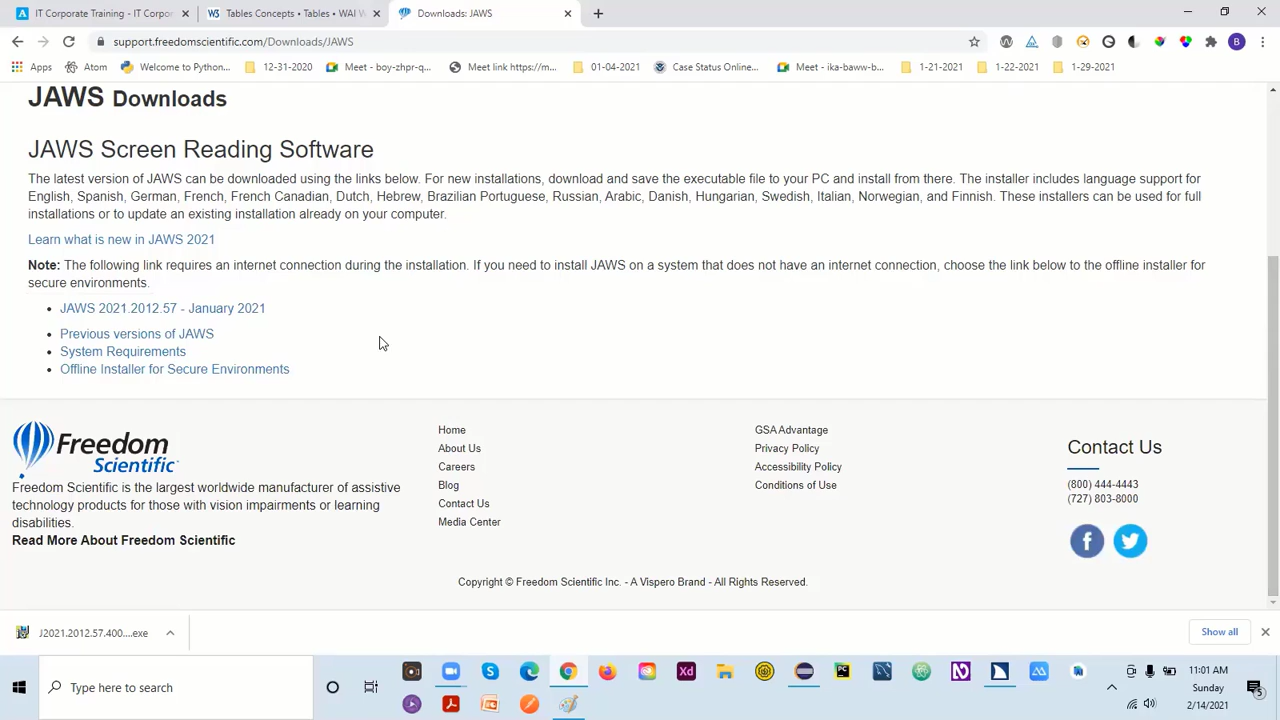 IT Corporate Training - IT Corpor
Tables Concepts • Tables • WAI W
Downloads: JAWS
support.freedomscientific.com/Downloads/JAWS
Apps
Atom
Welcome to Python...
12-31-2020
Meet - boy-zhpr-q...
Meet link https://m...
01-04-2021
Case Status Online...
Meet - ika-baww-b...
1-21-2021
1-22-2021
1-29-2021
JAWS Downloads
JAWS Screen Reading Software
The latest version of JAWS can be downloaded using the links below. For new installations, download and save the executable file to your PC and install from there. The installer includes language support for
English, Spanish, German, French, French Canadian, Dutch, Hebrew, Brazilian Portuguese, Russian, Arabic, Danish, Hungarian, Swedish, Italian, Norwegian, and Finnish. These installers can be used for full
installations or to update an existing installation already on your computer.
Learn what is new in JAWS 2021
Note: The following link requires an internet connection during the installation. If you need to install JAWS on a system that does not have an internet connection, choose the link below to the offline installer for
secure environments.
• JAWS 2021.2012.57 - January 2021
• Previous versions of JAWS
• System Requirements
• Offline Installer for Secure Environments
Freedom
Scientific
Freedom Scientific is the largest worldwide manufacturer of assistive
technology products for those with vision impairments or learning
disabilities.
Read More About Freedom Scientific
Home
About Us
Careers
Blog
Contact Us
Media Center
GSA Advantage
Privacy Policy
Accessibility Policy
Conditions of Use
Contact Us
(800) 444-4443
(727) 803-8000
Copyright © Freedom Scientific Inc. - A Vispero Brand - All Rights Reserved.
J2021.2012.57.400....exe
Show all
Type here to search
11:01 AM
Sunday
2/14/2021